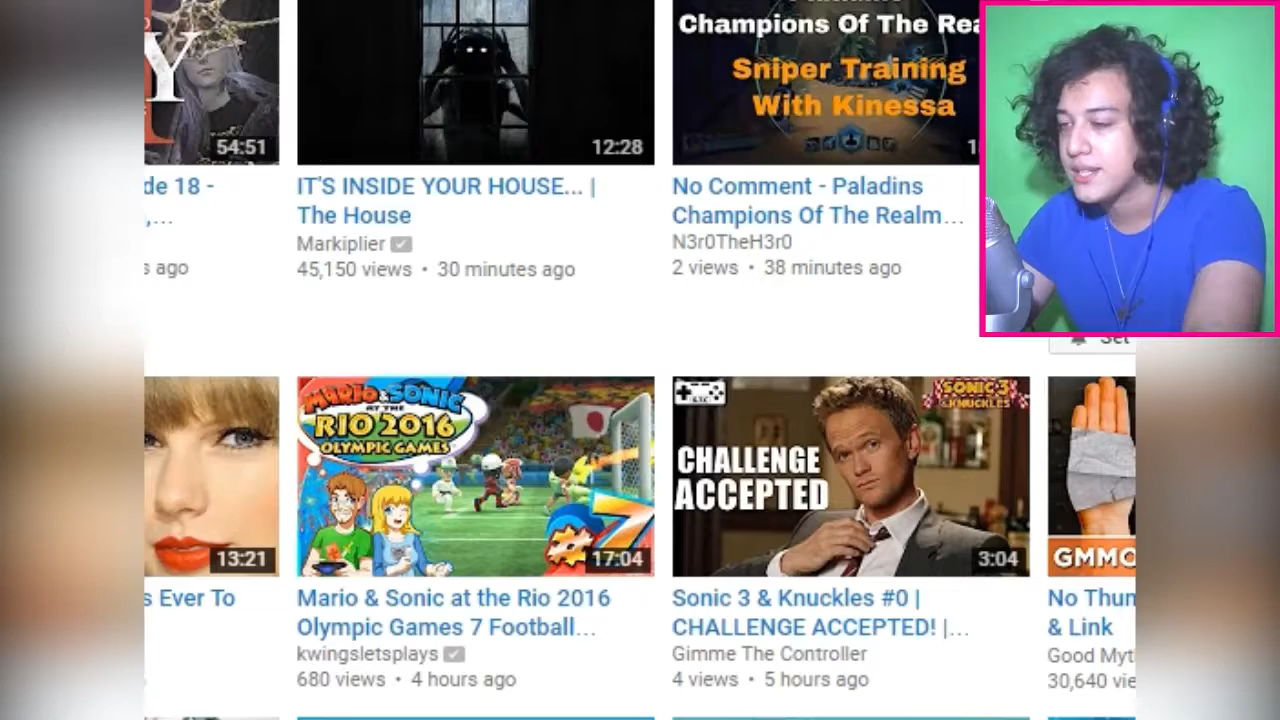 Y
54:51
12:28
Champions Of The Rea
Sniper Training
With Kinessa
1
de 18 -
,...
s ago
IT'S INSIDE YOUR HOUSE... |
The House
Markiplier
45,150 views • 30 minutes ago
No Comment - Paladins
Champions Of The Realm...
N3r0TheH3r0
2 views • 38 minutes ago
Set
MARIO & SONIC
AT THE
RIO 2016
OLYMPIC GAMES
#7
17:04
13:21
SONIC 3
& KNUCKLES
CHALLENGE
ACCEPTED
3:04
GMMO
s Ever To
Mario & Sonic at the Rio 2016
Olympic Games 7 Football...
kwingsletsplays
680 views • 4 hours ago
Sonic 3 & Knuckles #0 |
CHALLENGE ACCEPTED! |...
Gimme The Controller
4 views • 5 hours ago
No Thun
& Link
Good Myt
30,640 vie